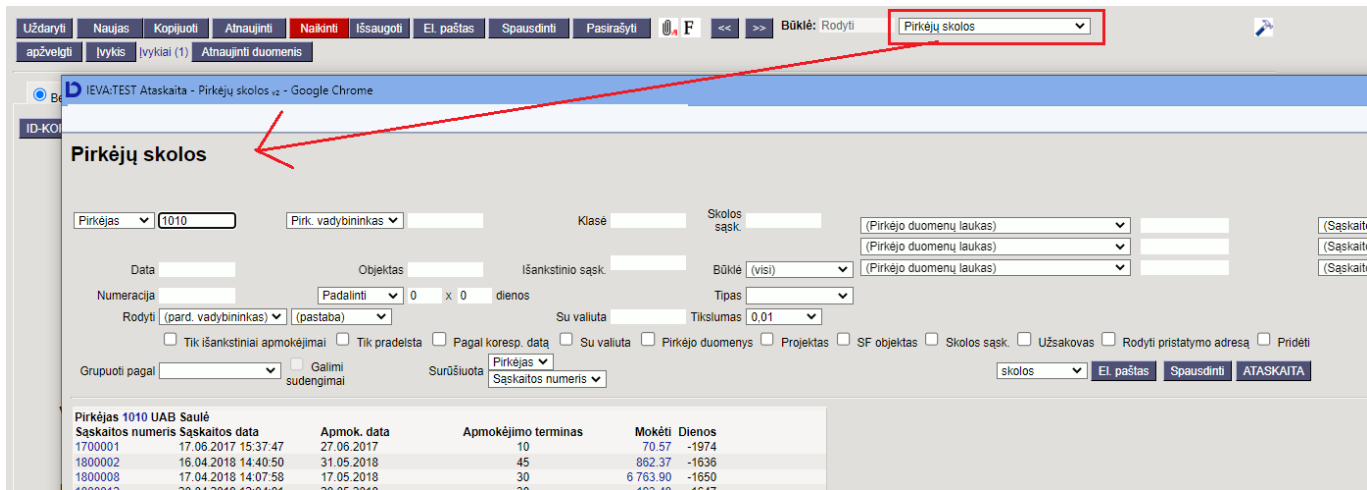 Uždaryti Naujas Kopijuoti Atnaujinti Naikinti Išsaugoti El. paštas Spausdinti Pasirašyti F << >> Būklė: Rodyti Pirkėjų skolos
apžvelgti Įvykis Įvykiai (1) Atnaujinti duomenis
IEVA:TEST Ataskaita - Pirkėjų skolos v2 - Google Chrome
Pirkėjų skolos
Pirkėjas 1010 Pirk. vadybininkas Klasė Skolos sąsk. (Pirkėjo duomenų laukas)
(Pirkėjo duomenų laukas)
Data Objektas Išankstinio sąsk. Būklė (visi) (Pirkėjo duomenų laukas)
Numeracija Padalinti 0 x 0 dienos Tipas
Rodyti (pard. vadybininkas) (pastaba) Su valiuta Tikslumas 0,01
Tik išankstiniai apmokėjimai Tik pradelsta Pagal koresp. datą Su valiuta Pirkėjo duomenys Projektas SF objektas Skolos sąsk. Užsakovas Rodyti pristatymo adresą Pridėti
Grupuoti pagal Galimi sudengimai Surūšiuota Pirkėjas Sąskaitos numeris skolos El. paštas Spausdinti ATASKAITA
Pirkėjas 1010 UAB Saulė
Sąskaitos numeris Sąskaitos data Apmok. data Apmokėjimo terminas Mokėti Dienos
1700001 17.06.2017 15:37:47 27.06.2017 10 70.57 -1974
1800002 16.04.2018 14:40:50 31.05.2018 45 862.37 -1636
1800008 17.04.2018 14:07:58 17.05.2018 30 6 763.90 -1650